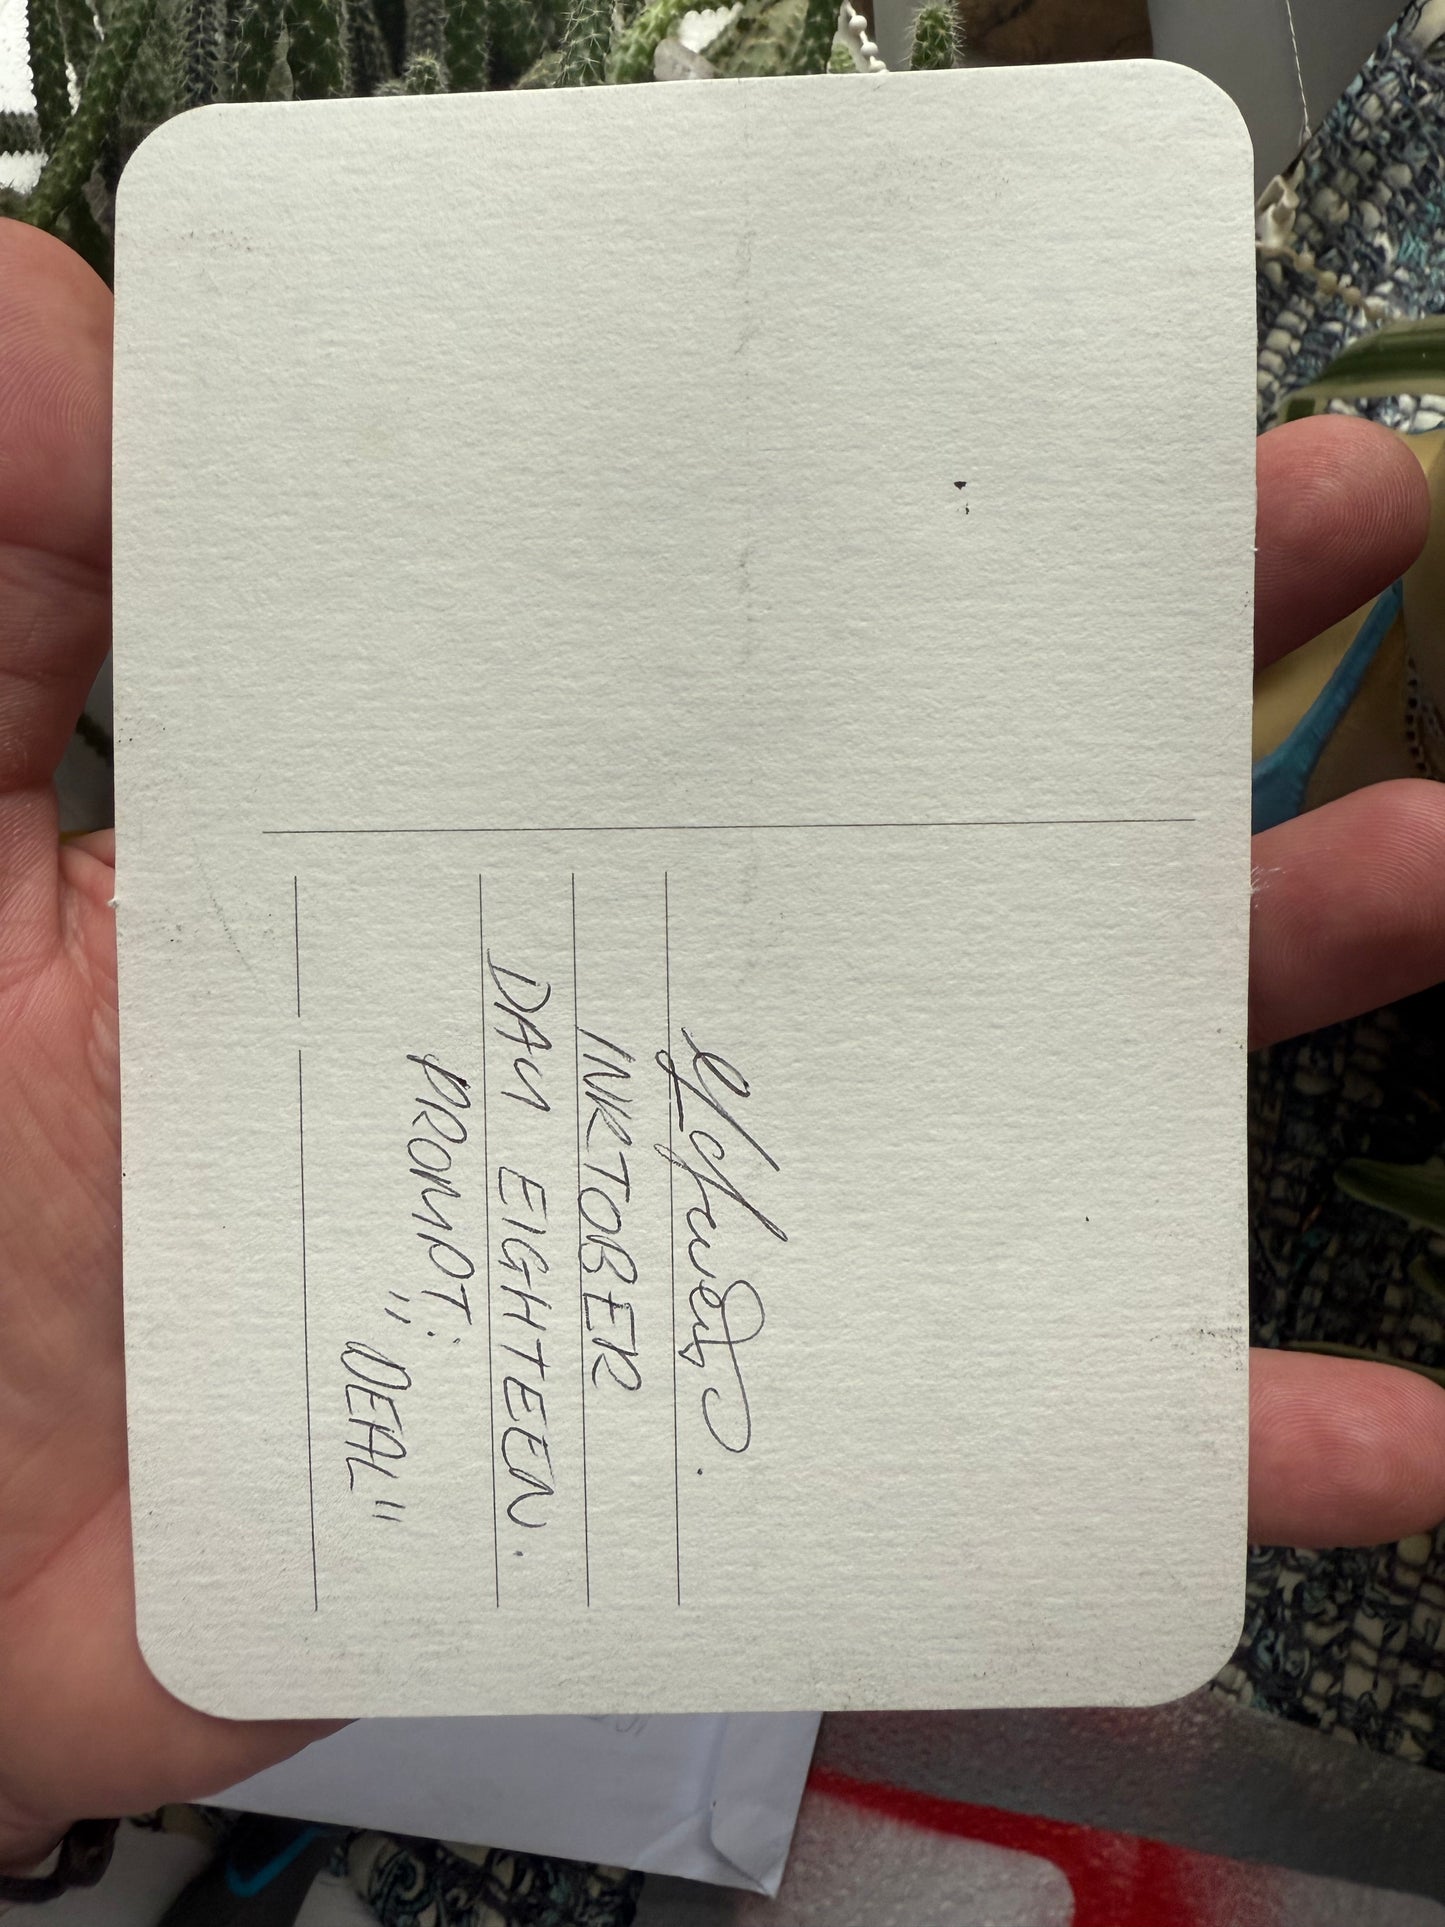 INKTOBER
DAY EIGHTEEN.
PROMPT:
"DEAL"